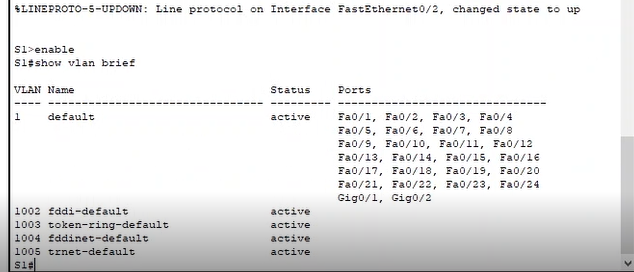 %LINEPROTO-5-UPDOWN: Line protocol on Interface FastEthernet0/2, changed state to up
S1>enable
S1#show vlan brief
VLAN Name                             Status    Ports
---- -------------------------------- --------- -------------------------------
1    default                          active    Fa0/1, Fa0/2, Fa0/3, Fa0/4
                                                Fa0/5, Fa0/6, Fa0/7, Fa0/8
                                                Fa0/9, Fa0/10, Fa0/11, Fa0/12
                                                Fa0/13, Fa0/14, Fa0/15, Fa0/16
                                                Fa0/17, Fa0/18, Fa0/19, Fa0/20
                                                Fa0/21, Fa0/22, Fa0/23, Fa0/24
                                                Gig0/1, Gig0/2
1002 fddi-default                     active
1003 token-ring-default               active
1004 fddinet-default                  active
1005 trnet-default                    active
S1#